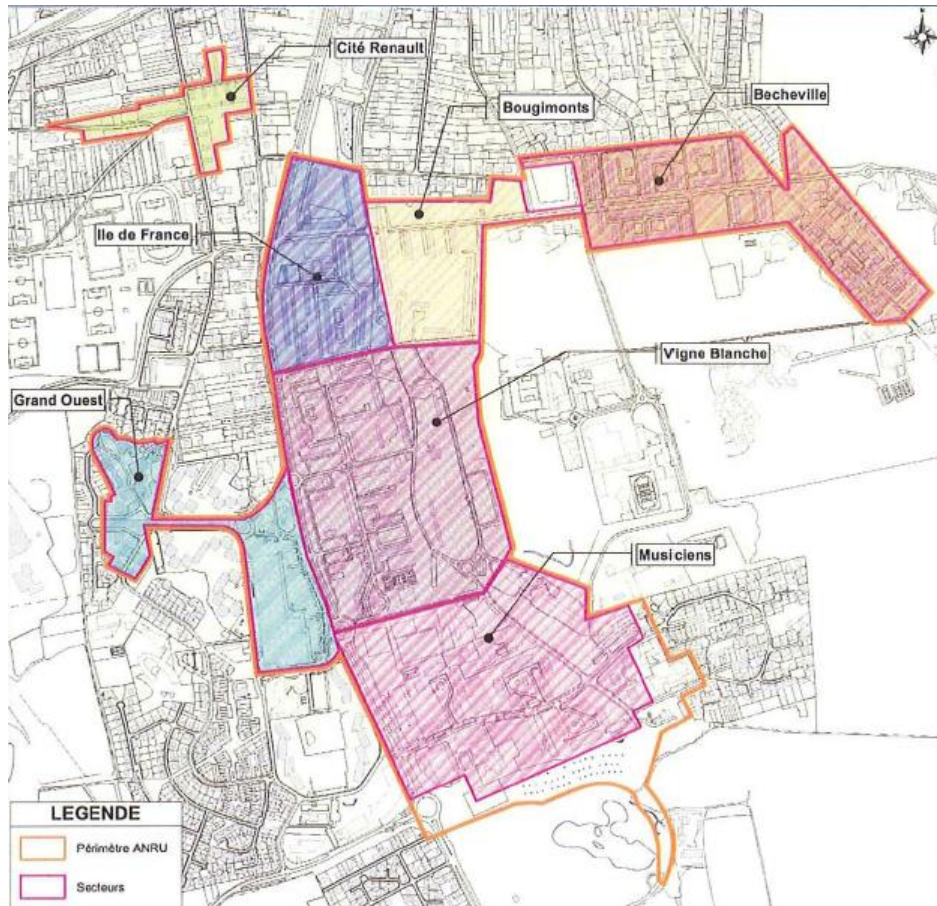 Cité Renault
Bougimonts
Becheville
Ile de France
Vigne Blanche
Grand Ouest
Musiciens
LEGENDE
Périmètre ANRU
Secteurs